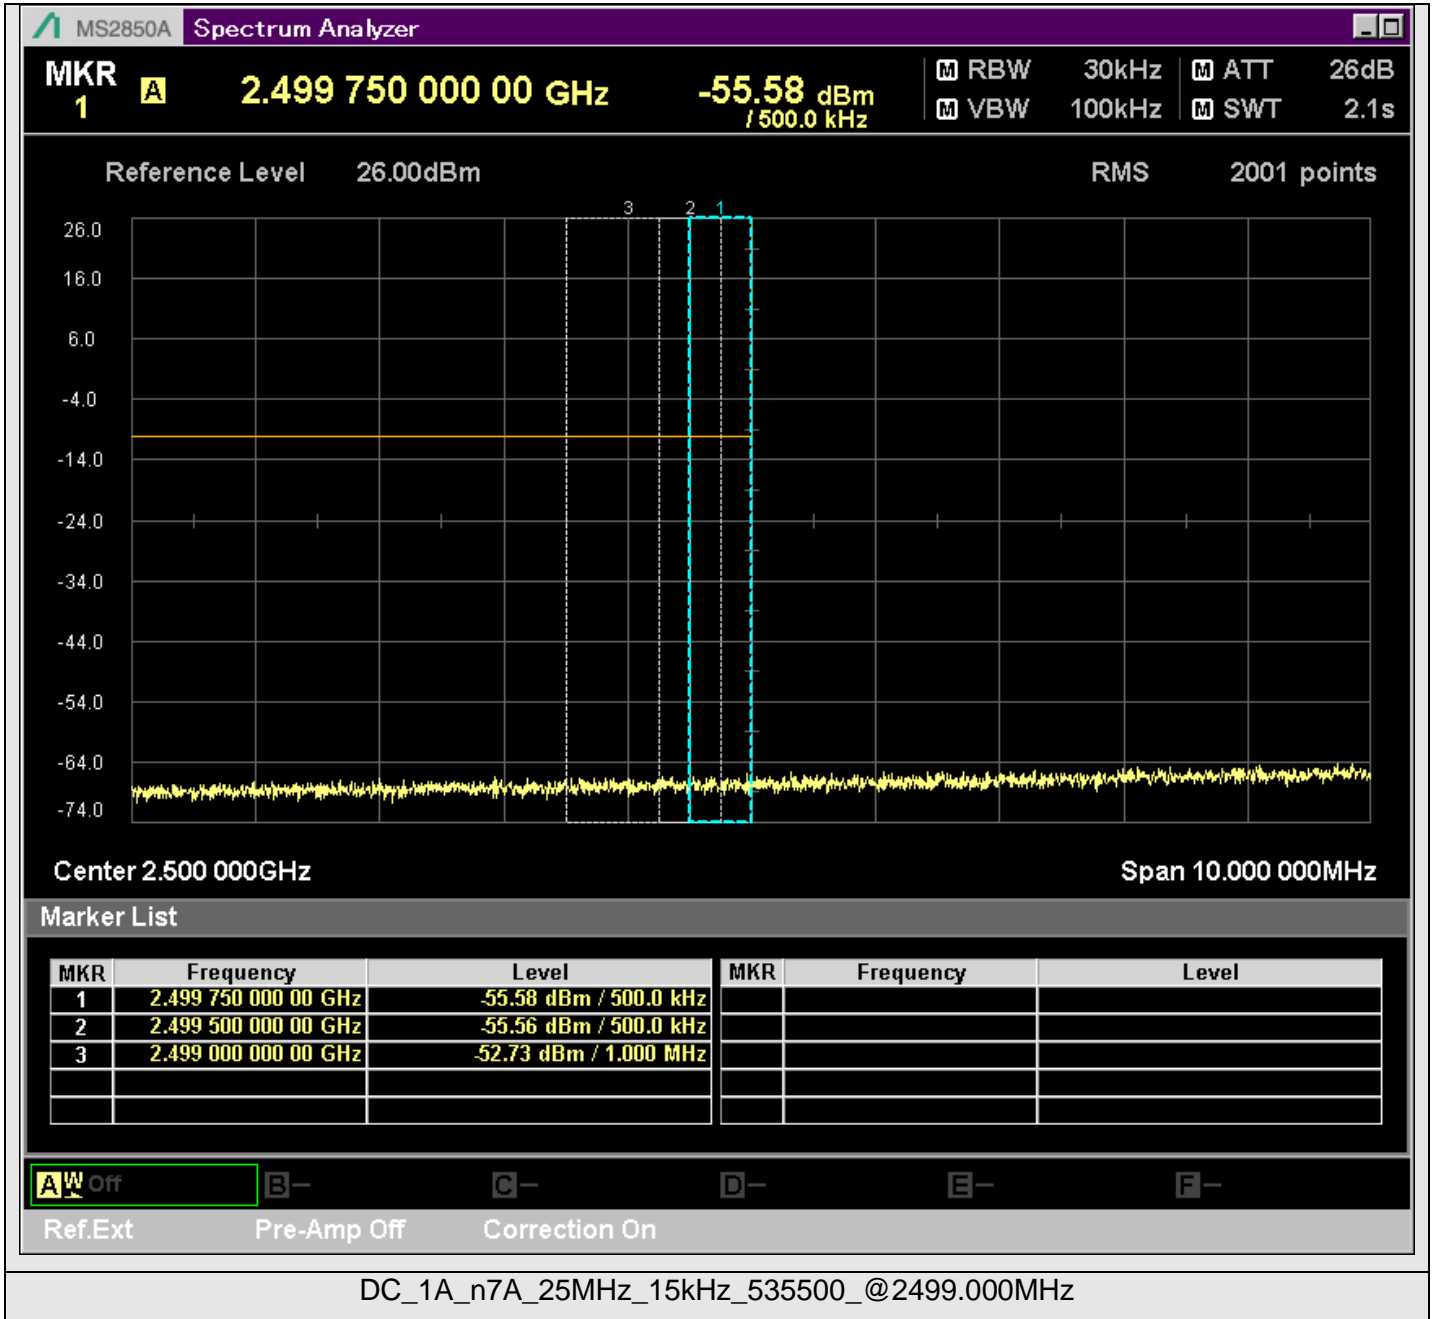 MS2850A Spectrum Analyzer
MKR 1 A 2.499 750 000 00 GHz -55.58 dBm / 500.0 kHz
M RBW 30kHz M ATT 26dB
M VBW 100kHz M SWT 2.1s
Reference Level 26.00dBm RMS 2001 points
3 2 1
26.0
16.0
6.0
-4.0
-14.0
-24.0
-34.0
-44.0
-54.0
-64.0
-74.0
Center 2.500 000GHz Span 10.000 000MHz
Marker List
MKR Frequency Level MKR Frequency Level
1 2.499 750 000 00 GHz -55.58 dBm / 500.0 kHz
2 2.499 500 000 00 GHz -55.56 dBm / 500.0 kHz
3 2.499 000 000 00 GHz -52.73 dBm / 1.000 MHz
A W Off B - C - D - E - F -
Ref.Ext Pre-Amp Off Correction On
DC_1A_n7A_25MHz_15kHz_535500_@2499.000MHz